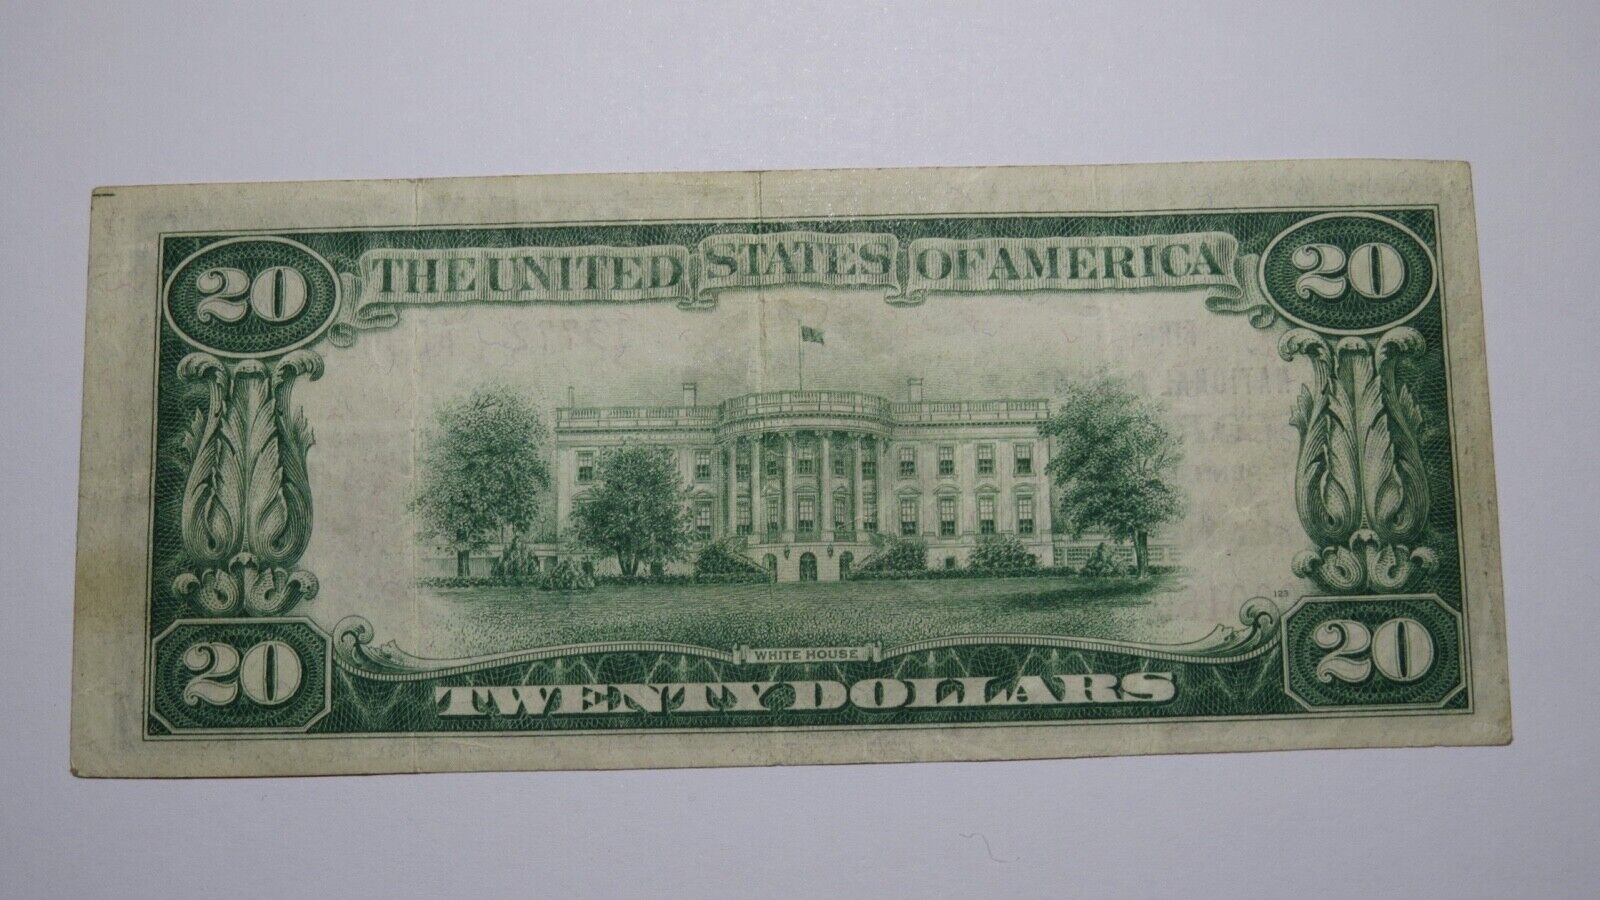 20 THE UNITED STATES OF AMERICA 20
123
WHITE HOUSE
20 TWENTY DOLLARS 20